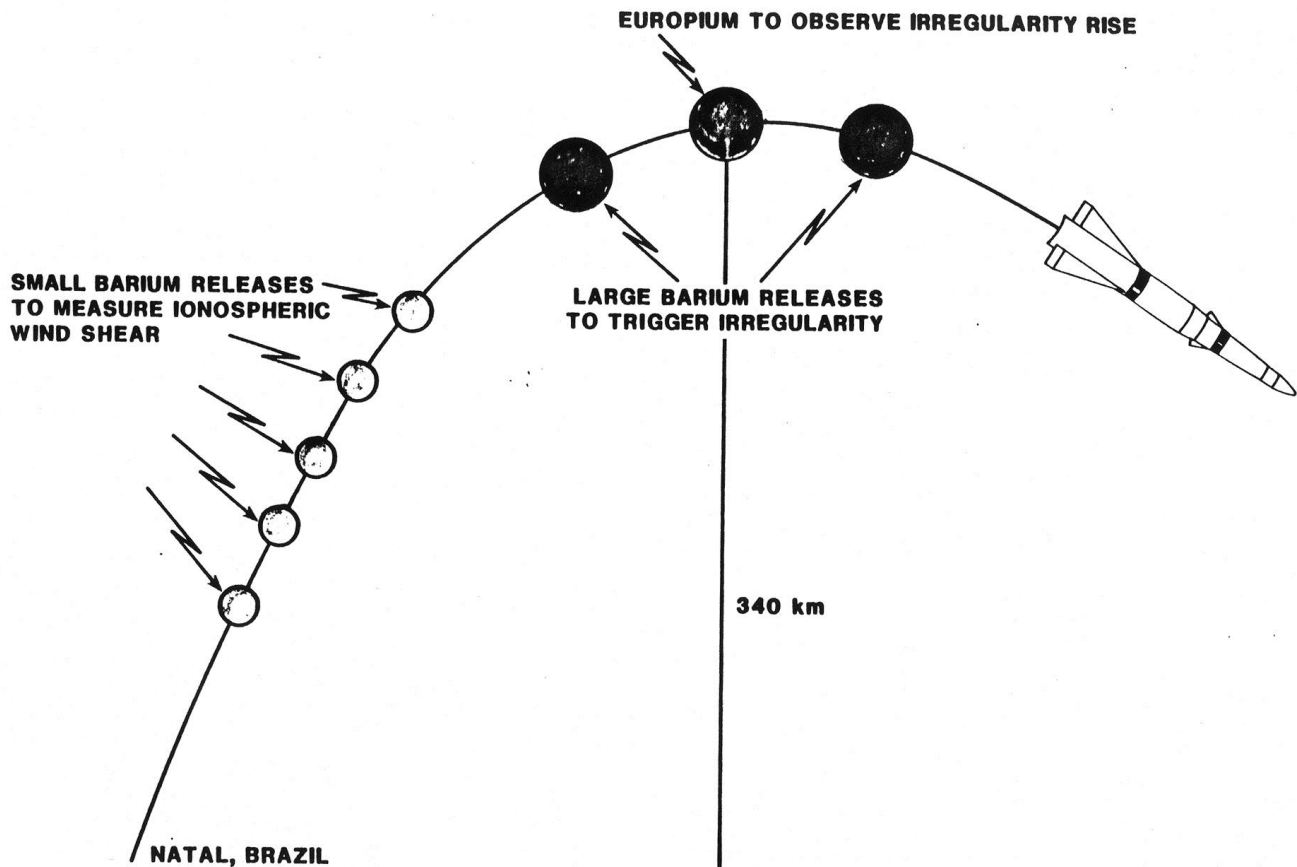 EUROPIUM TO OBSERVE IRREGULARITY RISE
SMALL BARIUM RELEASES
TO MEASURE IONOSPHERIC
WIND SHEAR
LARGE BARIUM RELEASES
TO TRIGGER IRREGULARITY
340 km
NATAL, BRAZIL